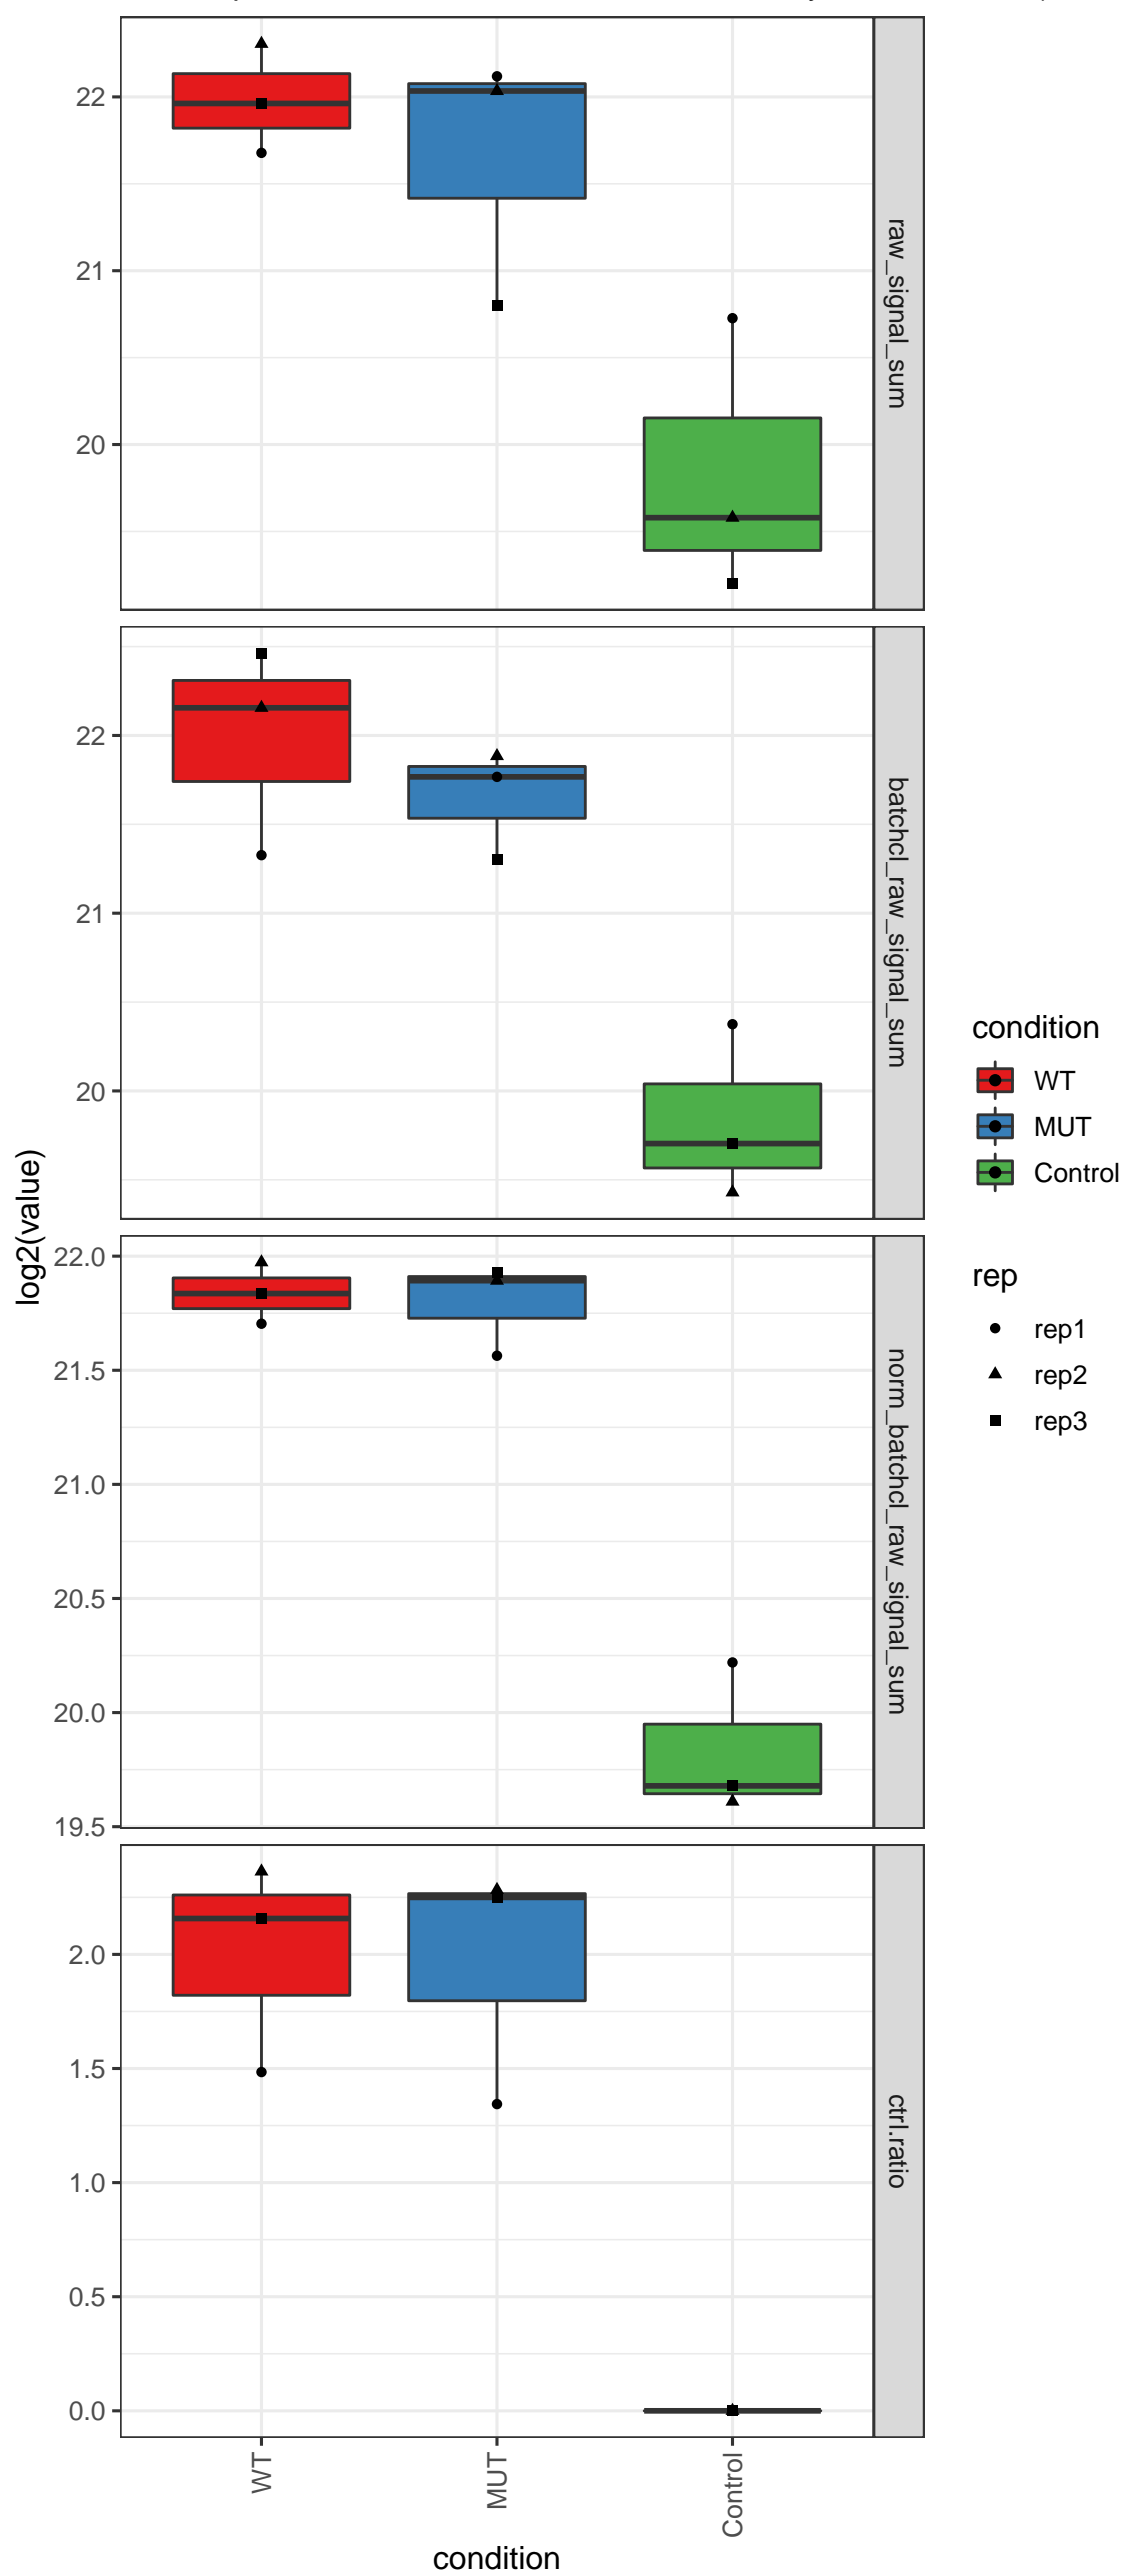 22
21
20
raw_signal_sum
22
21
20
batchcl_raw_signal_sum
log2(value)
22.0
21.5
21.0
20.5
20.0
19.5
norm_batchcl_raw_signal_sum
2.0
1.5
1.0
0.5
0.0
ctrl.ratio
WT
MUT
Control
condition
condition
WT
MUT
Control
rep
rep1
rep2
rep3